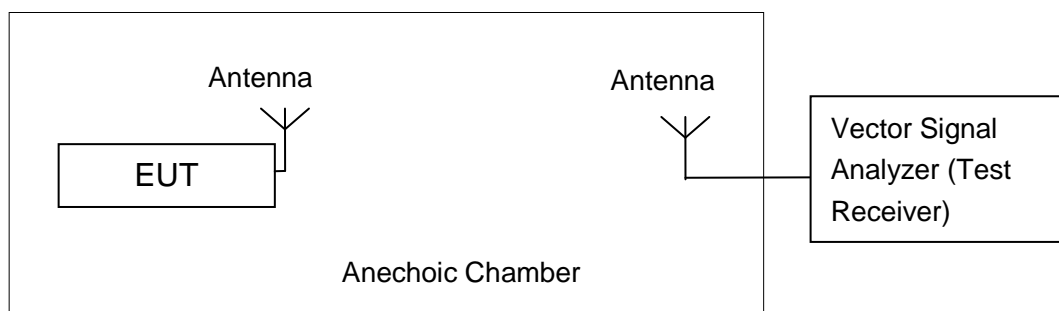 Antenna
Antenna
EUT
Vector Signal
Analyzer (Test
Receiver)
Anechoic Chamber